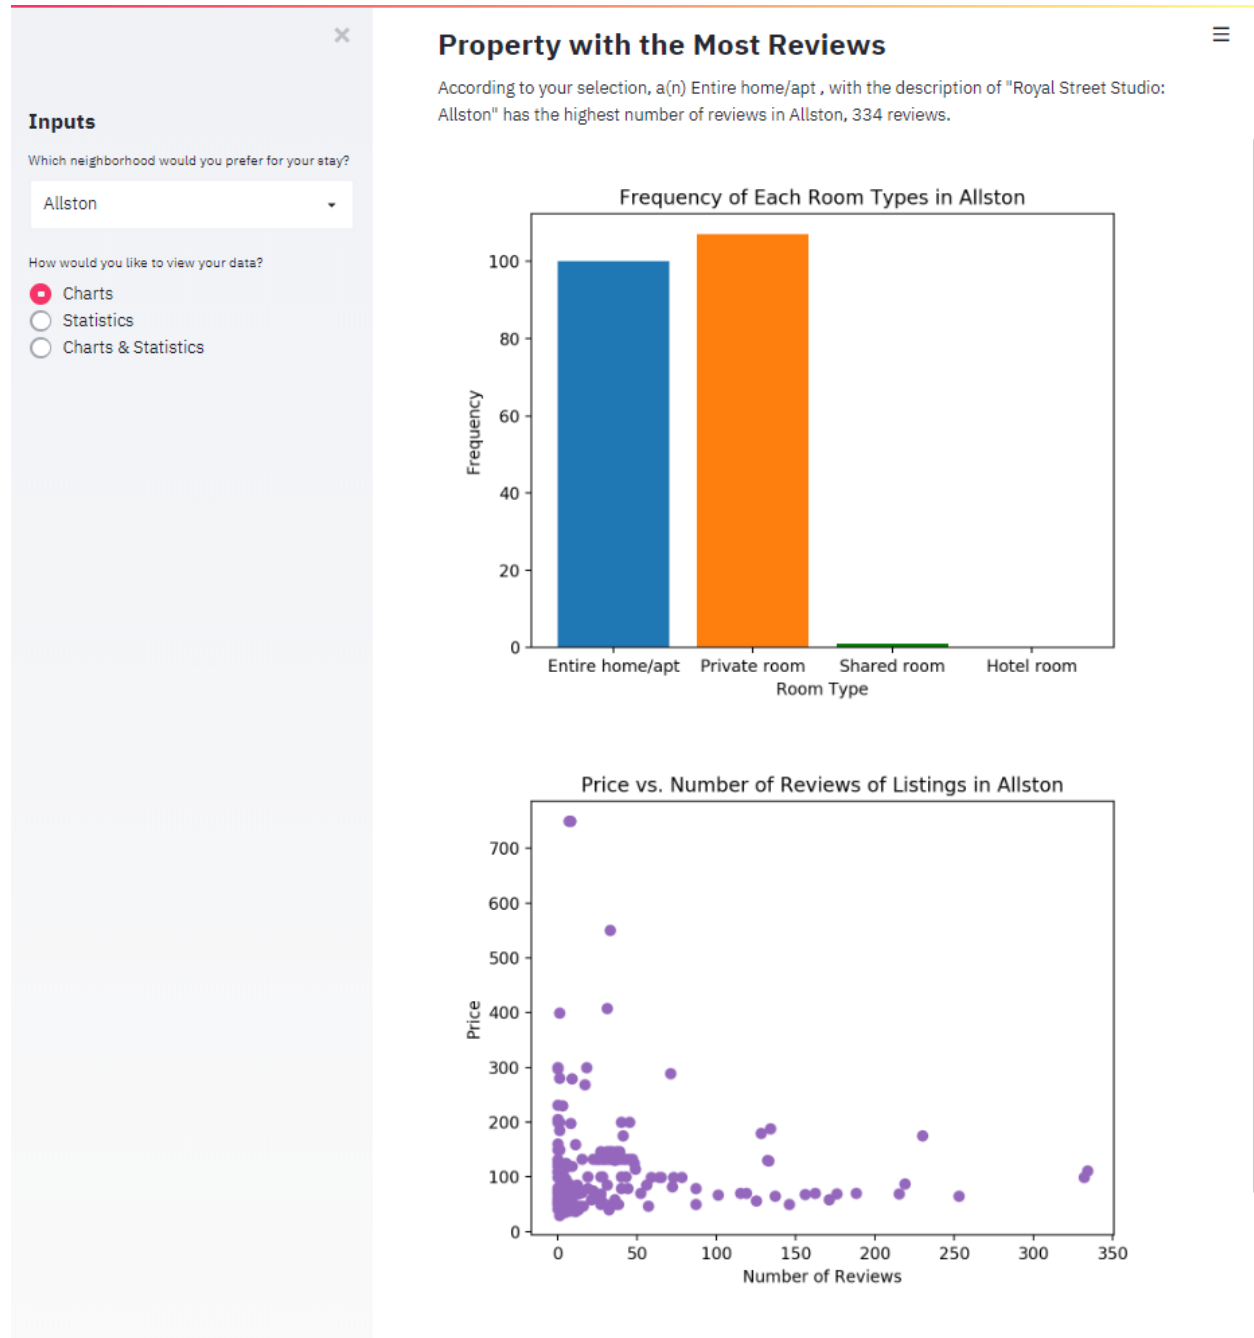 Inputs
Which neighborhood would you prefer for your stay?
Allston
How would you like to view your data?
Charts
Statistics
Charts & Statistics
Property with the Most Reviews
According to your selection, a(n) Entire home/apt , with the description of "Royal Street Studio:
Allston" has the highest number of reviews in Allston, 334 reviews.
Frequency of Each Room Types in Allston
100
80
60
40
20
0
Frequency
Entire home/apt Private room Shared room Hotel room
Room Type
Price vs. Number of Reviews of Listings in Allston
700
600
500
400
300
200
100
0
Price
0 50 100 150 200 250 300 350
Number of Reviews